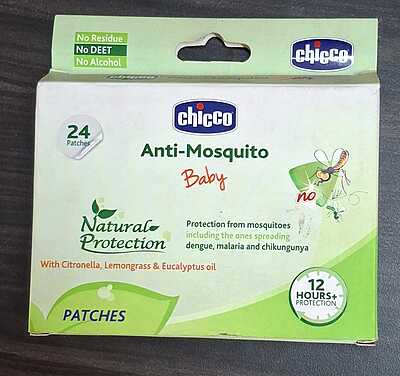 No Residue
No DEET
No Alcohol
chicco
24
Patches
chicco
Anti-Mosquito
Baby
no
Natural
Protection
Protection from mosquitoes
including the ones spreading
dengue, malaria and chikungunya
With Citronella, Lemongrass & Eucalyptus oil
12
HOURS+
PROTECTION
PATCHES